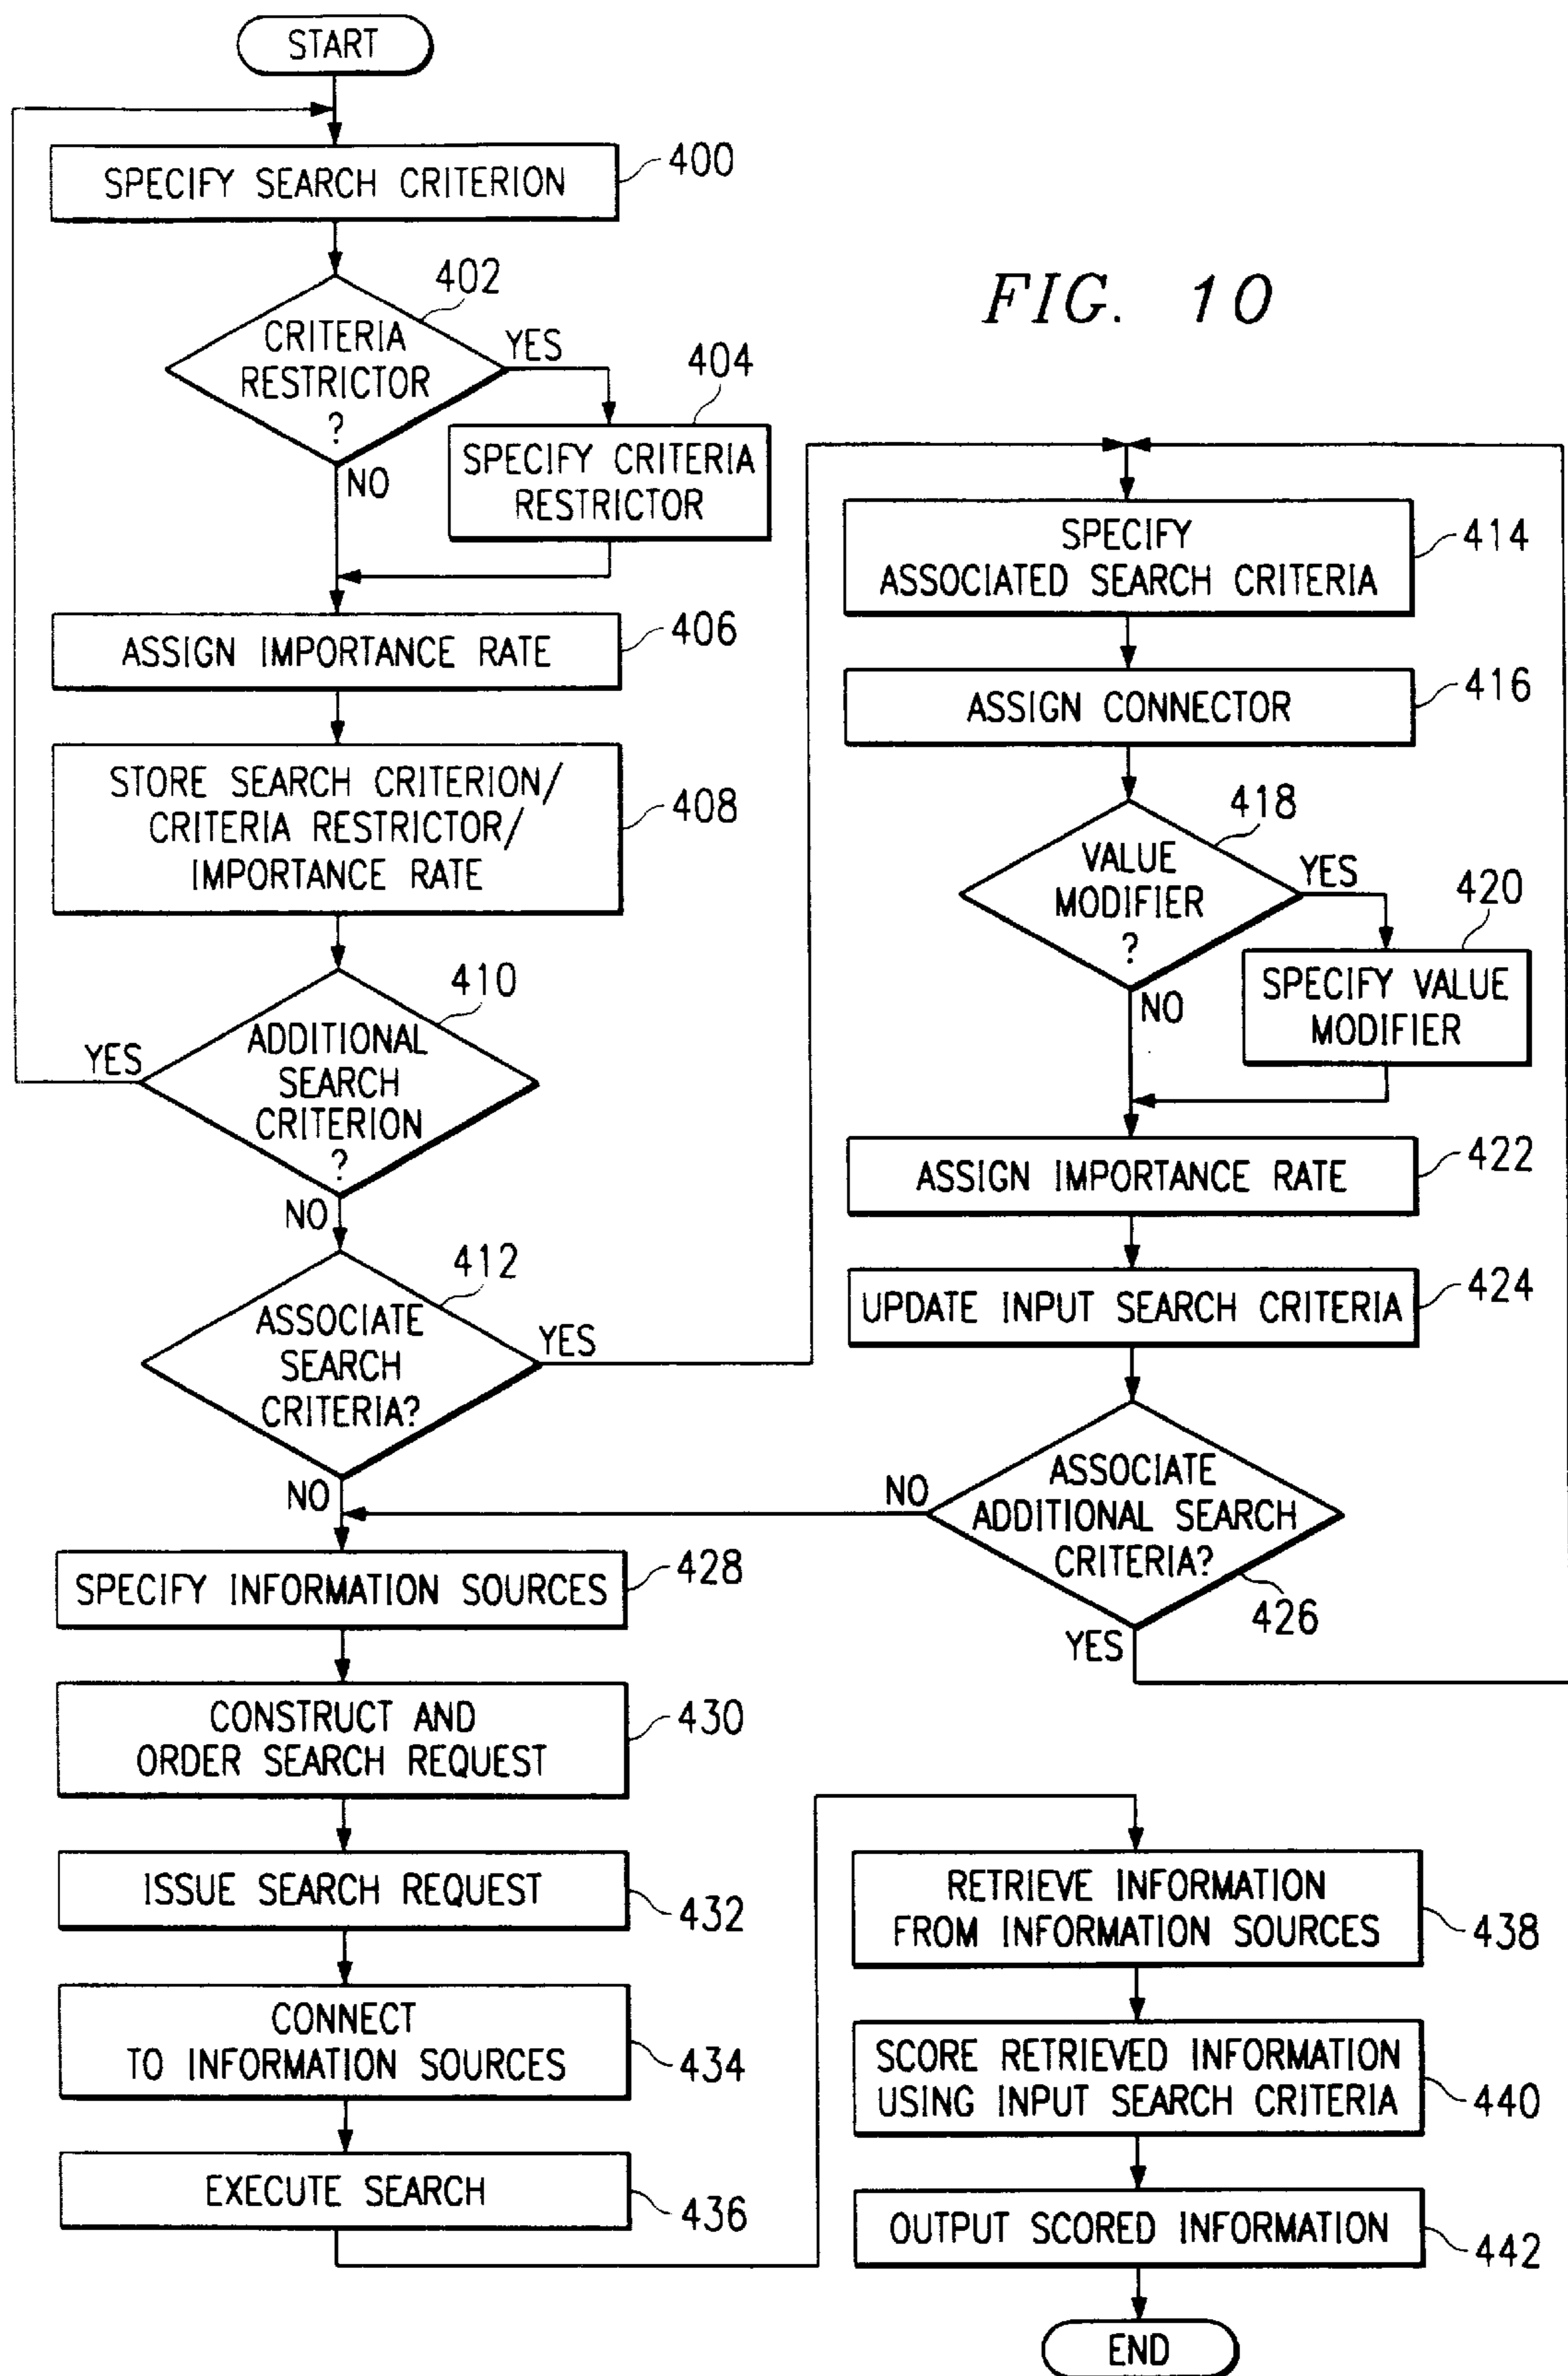 START
SPECIFY SEARCH CRITERION
400
402
CRITERIA
RESTRICTOR
?
YES
NO
404
SPECIFY CRITERIA
RESTRICTOR
ASSIGN IMPORTANCE RATE
406
STORE SEARCH CRITERION/
CRITERIA RESTRICTOR/
IMPORTANCE RATE
408
410
ADDITIONAL
SEARCH
CRITERION
?
YES
NO
412
ASSOCIATE
SEARCH
CRITERIA?
YES
NO
FIG. 10
SPECIFY
ASSOCIATED SEARCH CRITERIA
414
ASSIGN CONNECTOR
416
418
VALUE
MODIFIER
?
YES
NO
420
SPECIFY VALUE
MODIFIER
ASSIGN IMPORTANCE RATE
422
UPDATE INPUT SEARCH CRITERIA
424
ASSOCIATE
ADDITIONAL SEARCH
CRITERIA?
NO
426
YES
SPECIFY INFORMATION SOURCES
428
CONSTRUCT AND
ORDER SEARCH REQUEST
430
ISSUE SEARCH REQUEST
432
CONNECT
TO INFORMATION SOURCES
434
EXECUTE SEARCH
436
RETRIEVE INFORMATION
FROM INFORMATION SOURCES
438
SCORE RETRIEVED INFORMATION
USING INPUT SEARCH CRITERIA
440
OUTPUT SCORED INFORMATION
442
END